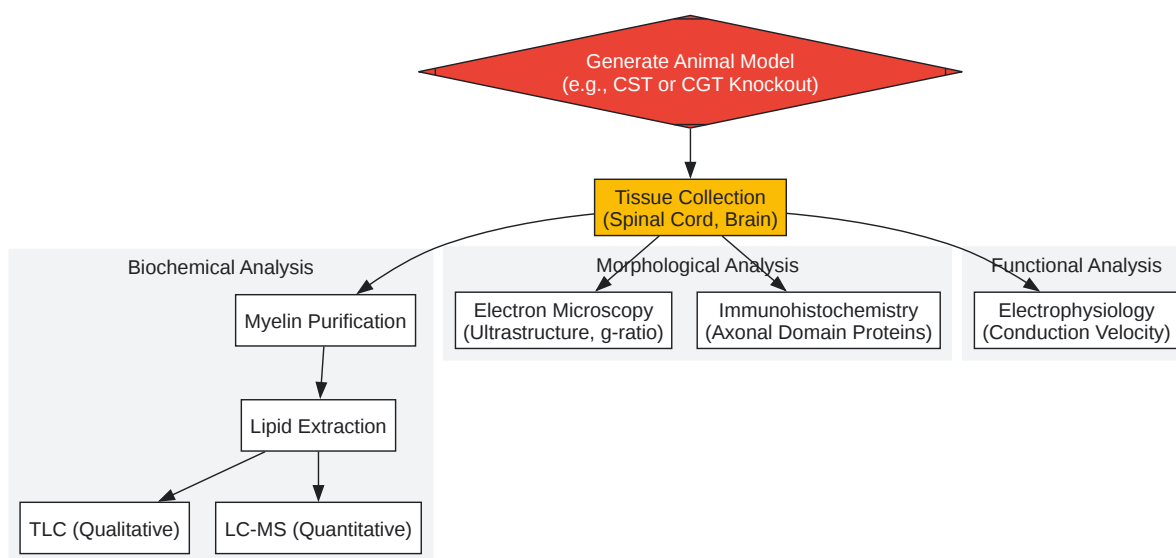 Generate Animal Model
(e.g., CST or CGT Knockout)
Tissue Collection
(Spinal Cord, Brain)
Biochemical Analysis
Morphological Analysis
Functional Analysis
Myelin Purification
Electron Microscopy
(Ultrastructure, g-ratio)
Immunohistochemistry
(Axonal Domain Proteins)
Electrophysiology
(Conduction Velocity)
Lipid Extraction
TLC (Qualitative)
LC-MS (Quantitative)